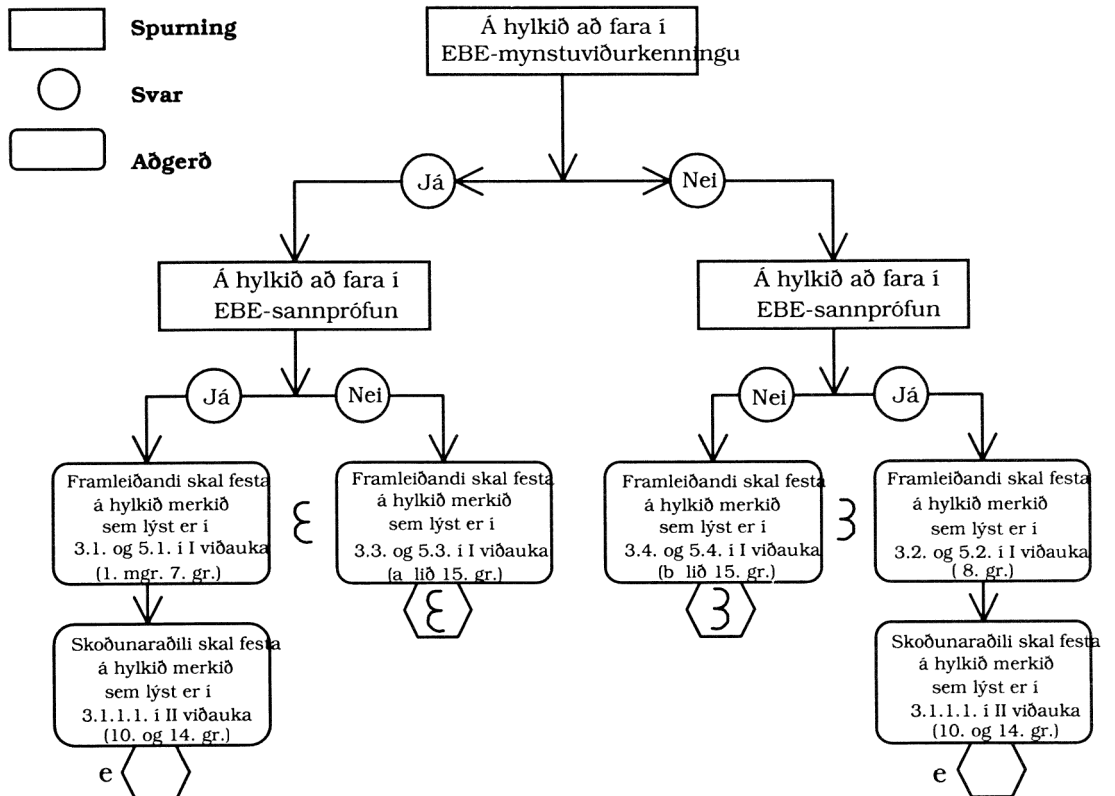 Spurning
Svar
Aðgerð
Á hylkið að fara í
EBE-mynstuviðurkenningu
Já
Nei
Á hylkið að fara í
EBE-sannprófun
Á hylkið að fara í
EBE-sannprófun
Já
Nei
Nei
Já
Framleiðandi skal festa
á hylkið merkið
sem lýst er í
3.1. og 5.1. í I viðauka
(1. mgr. 7. gr.)
ε
Framleiðandi skal festa
á hylkið merkið
sem lýst er í
3.3. og 5.3. í I viðauka
(a lið 15. gr.)
ε
Framleiðandi skal festa
á hylkið merkið
sem lýst er í
3.4. og 5.4. í I viðauka
(b lið 15. gr.)
3
3
Framleiðandi skal festa
á hylkið merkið
sem lýst er í
3.2. og 5.2. í I viðauka
( 8. gr.)
Skoðunaraðili skal festa
á hylkið merkið
sem lýst er í
3.1.1.1. í II viðauka
(10. og 14. gr.)
e
Skoðunaraðili skal festa
á hylkið merkið
sem lýst er í
3.1.1.1. í II viðauka
(10. og 14. gr.)
e